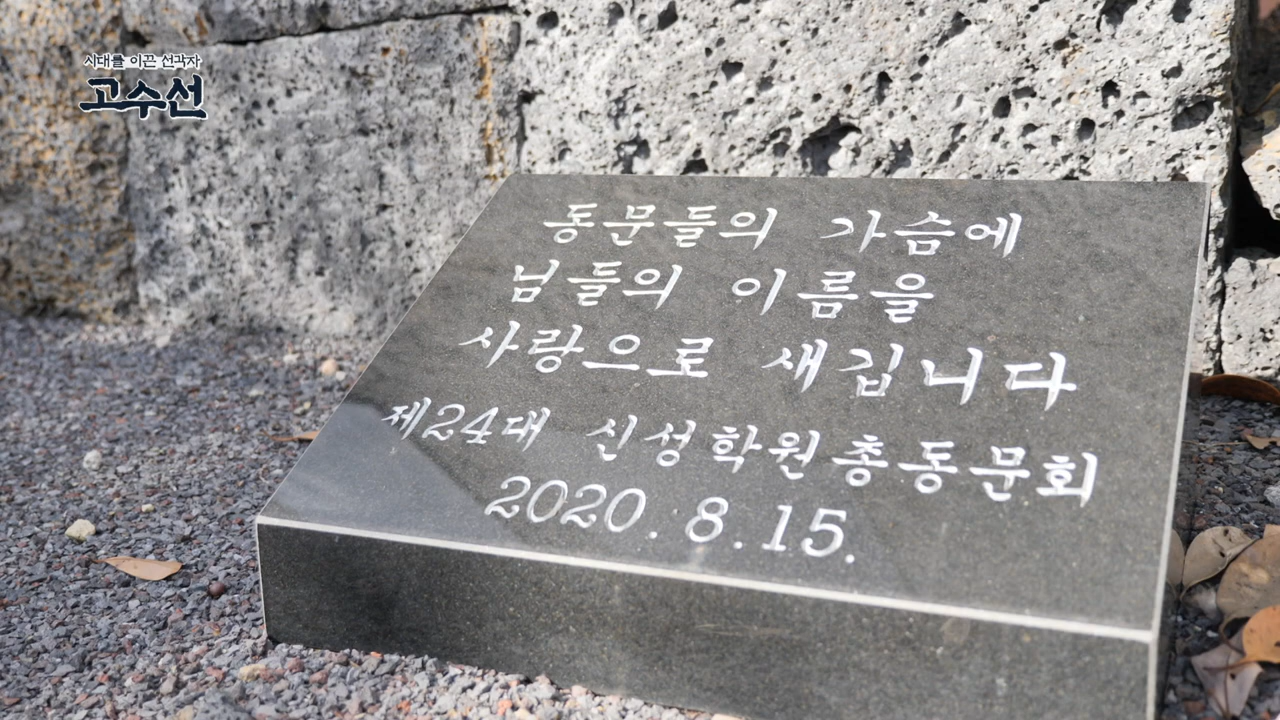 시대를 이끈 선각자
고수선
동문들의 가슴에
님들의 이름을
사랑으로 새깁니다
제24대 신성학원총동문회
2020. 8. 15.